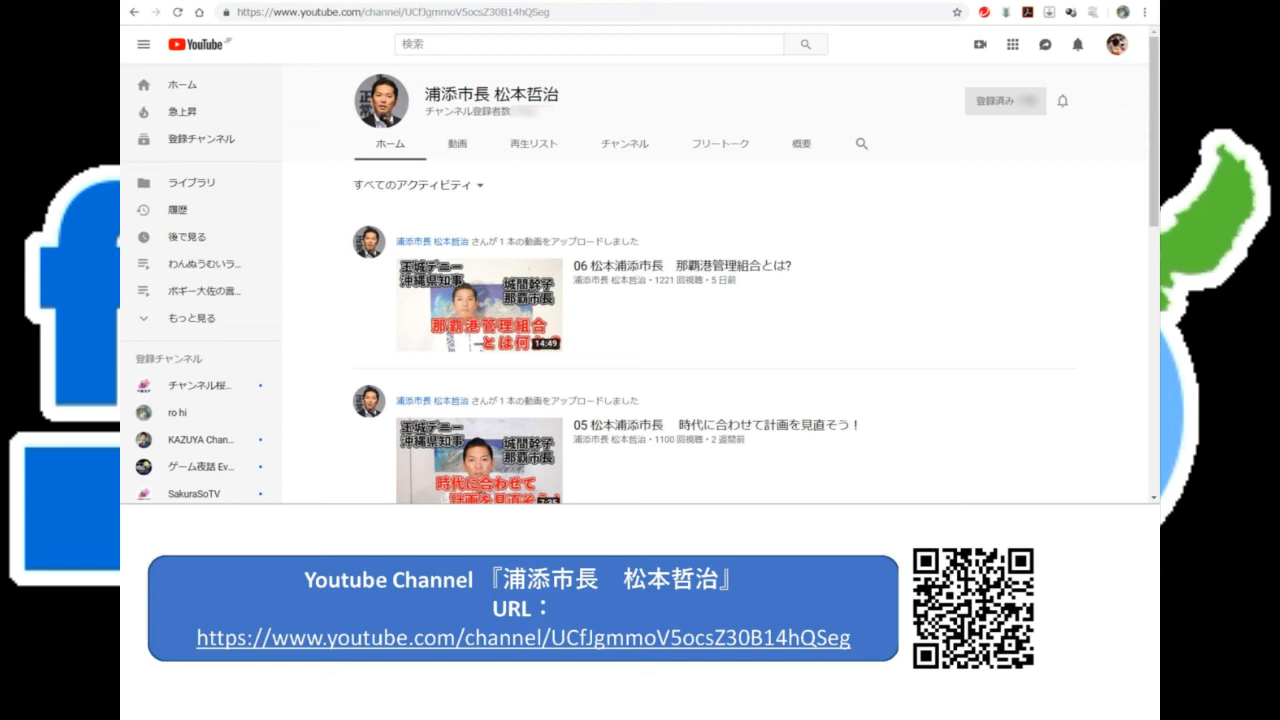 https://www.youtube.com/channel/UCfJgmmoV5ocsZ30B14hQSeg
YouTube JP
検索
ホーム
急上昇
登録チャンネル
ライブラリ
履歴
後で見る
わんぬうむいラ...
ボギー大佐の言...
もっと見る
登録チャンネル
チャンネル桜...
ro hi
KAZUYA Chan...
ゲーム夜話 Ev...
SakuraSoTV
浦添市長 松本哲治
チャンネル登録者数
登録済み
ホーム 動画 再生リスト チャンネル フリートーク 概要
すべてのアクティビティ
浦添市長 松本哲治 さんが 1 本の動画をアップロードしました
玉城デニー
沖縄県知事
城間幹子
那覇市長
那覇港管理組合
とは何か?
14:49
06 松本浦添市長 那覇港管理組合とは?
浦添市長 松本哲治・1221 回視聴・5 日前
浦添市長 松本哲治 さんが 1 本の動画をアップロードしました
玉城デニー
沖縄県知事
城間幹子
那覇市長
時代に合わせて
計画を見直そう!
7:35
05 松本浦添市長 時代に合わせて計画を見直そう！
浦添市長 松本哲治・1100 回視聴・2 週間前
Youtube Channel 『浦添市長 松本哲治』
URL：
https://www.youtube.com/channel/UCfJgmmoV5ocsZ30B14hQSeg